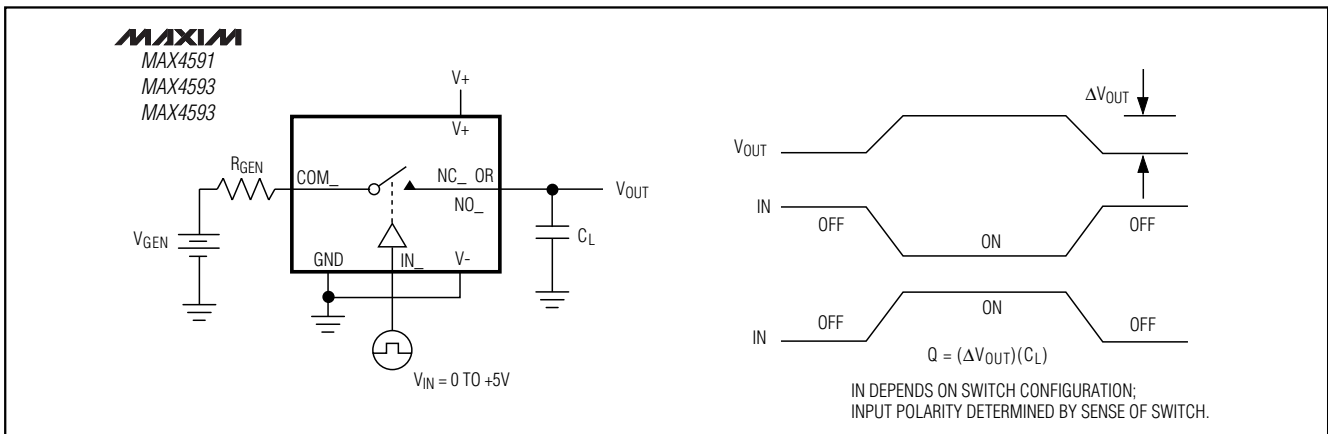 MAXIM
MAX4591
MAX4593
MAX4593
V+
V+
RGEN
COM_
NC_ OR
NO_
VOUT
VGEN
CL
GND
IN_
V-
VIN = 0 TO +5V
ΔVOUT
VOUT
IN
OFF
ON
OFF
IN
OFF
ON
OFF
Q = (ΔVOUT)(CL)
IN DEPENDS ON SWITCH CONFIGURATION;
INPUT POLARITY DETERMINED BY SENSE OF SWITCH.